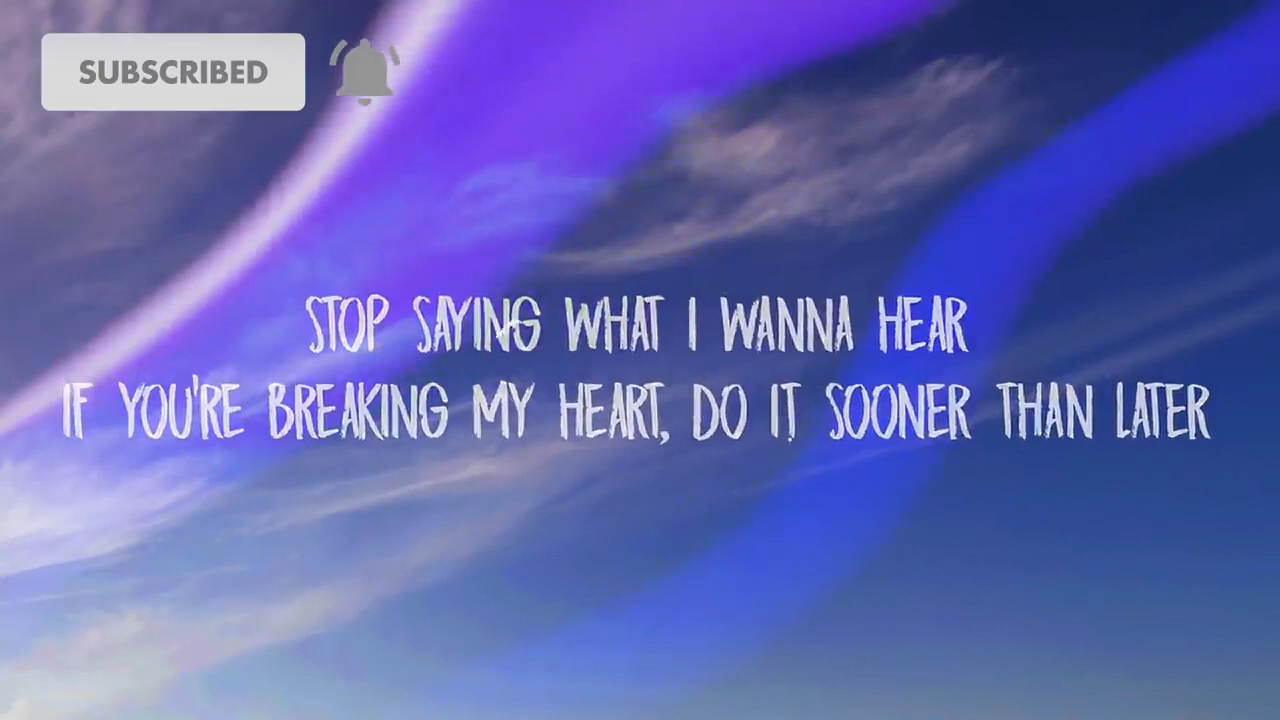 SUBSCRIBED
STOP SAYING WHAT I WANNA HEAR
IF YOU'RE BREAKING MY HEART, DO IT SOONER THAN LATER